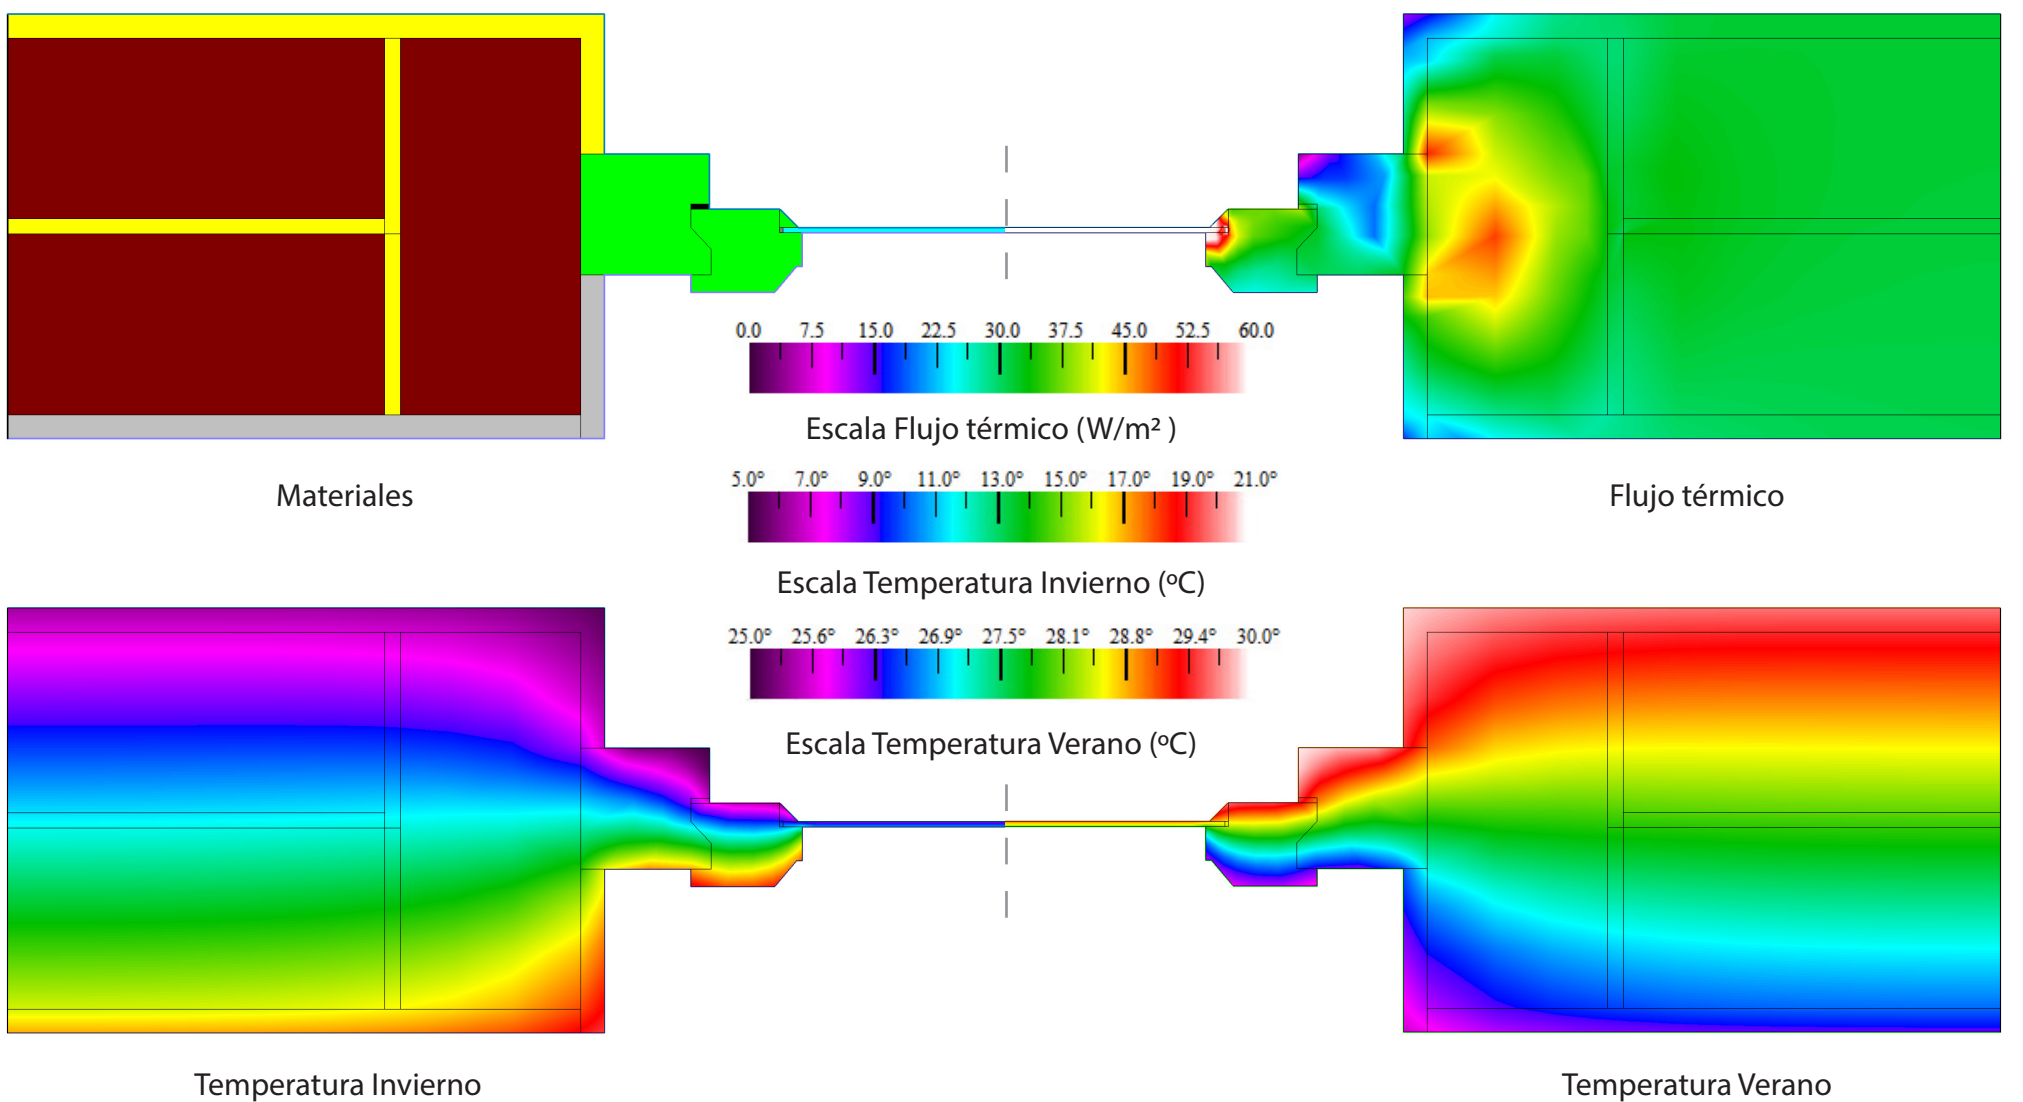 0.0 7.5 15.0 22.5 30.0 37.5 45.0 52.5 60.0
Escala Flujo térmico (W/m² )
Materiales
Flujo térmico
5.0° 7.0° 9.0° 11.0° 13.0° 15.0° 17.0° 19.0° 21.0°
Escala Temperatura Invierno (ºC)
25.0° 25.6° 26.3° 26.9° 27.5° 28.1° 28.8° 29.4° 30.0°
Escala Temperatura Verano (ºC)
Temperatura Invierno
Temperatura Verano